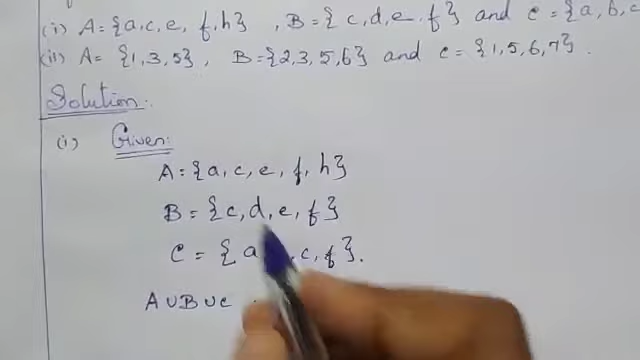 (i) A = {a, c, e, f, h} , B = { c, d, e, f } and C = {a, b, c
(ii) A = {1, 3, 5} , B = {2, 3, 5, 6} and C = {1, 5, 6, 7} .
Solution:
(i) Given:
A = {a, c, e, f, h}
B = {c, d, e, f}
C = { a , c, f }.
A ∪ B ∪ C